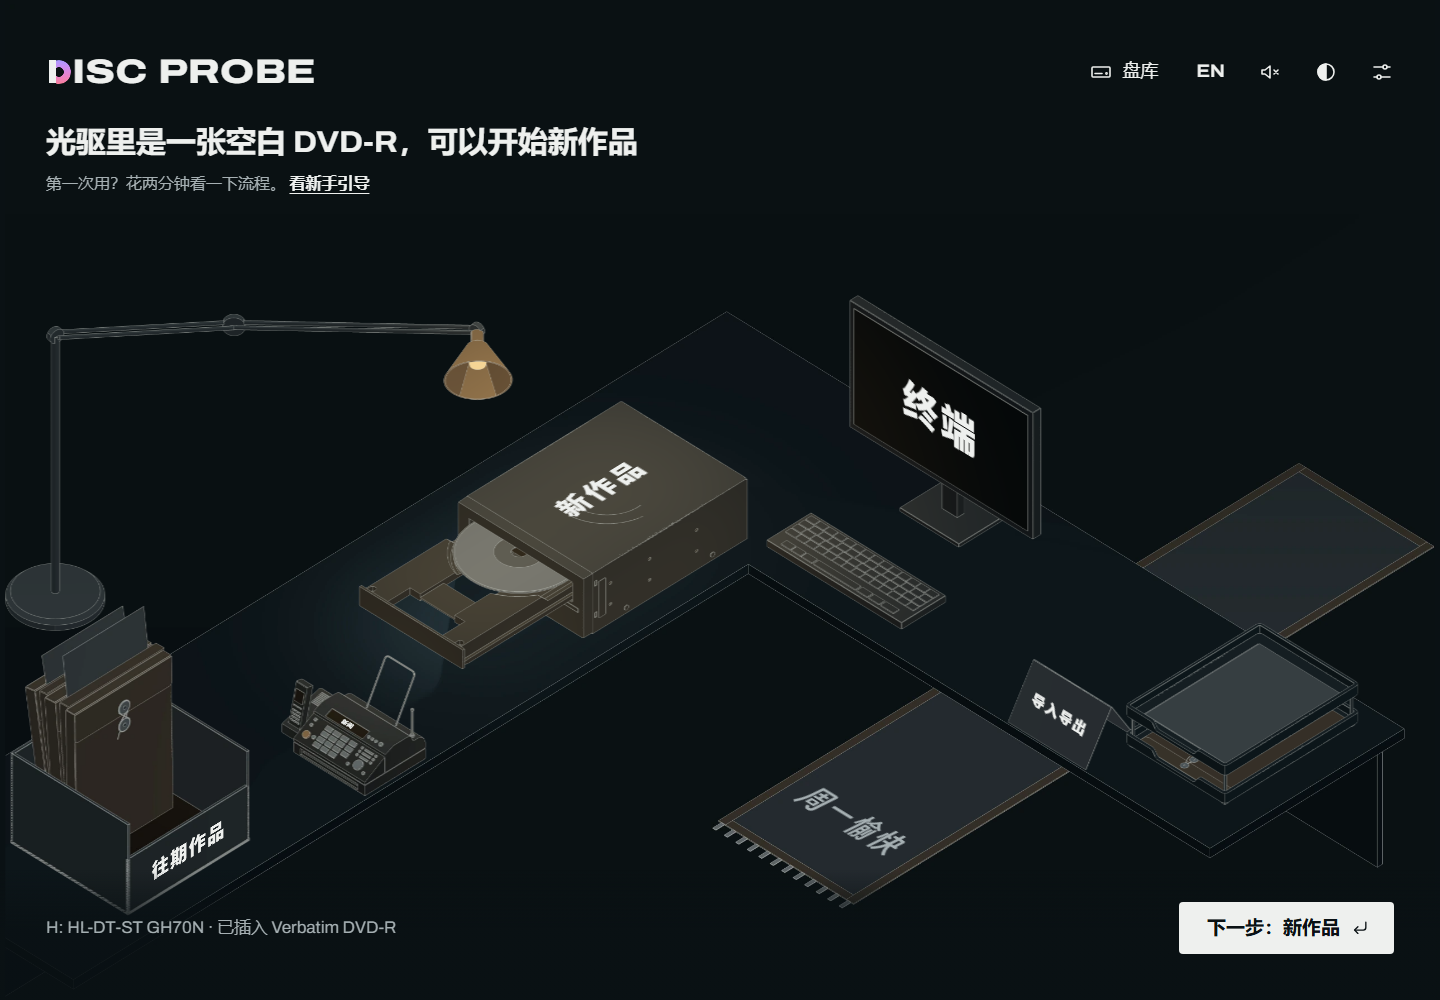 DISC PROBE
盘库
EN
光驱里是一张空白 DVD-R，可以开始新作品
第一次用？花两分钟看一下流程。 看新手引导
终端
新作品
导入导出
周一愉快
往期作品
H: HL-DT-ST GH70N · 已插入 Verbatim DVD-R
下一步：新作品